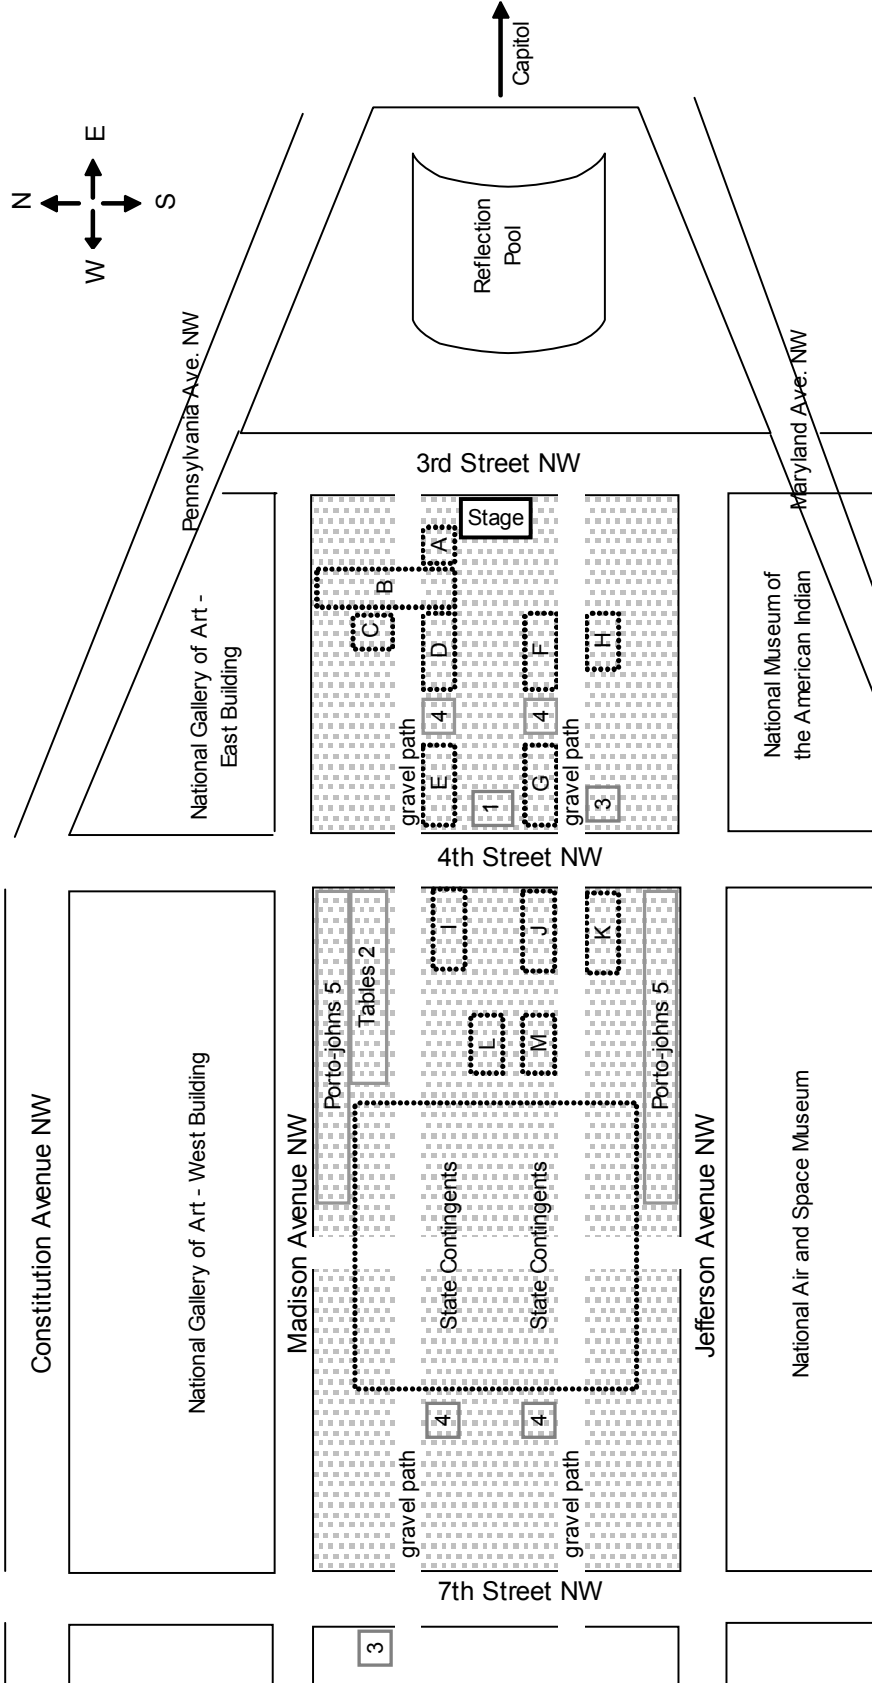 Capitol
N
E
W
S
Reflection
Pool
Pennsylvania Ave. NW
Maryland Ave. NW
3rd Street NW
Stage
A
B
C
D
F
H
National Gallery of Art -
East Building
National Museum of
the American Indian
4
4
gravel path
E
1
G
gravel path
3
4th Street NW
I
J
K
Porto-johns 5
Tables 2
L
M
Porto-johns 5
Constitution Avenue NW
National Gallery of Art - West Building
Madison Avenue NW
State Contingents
State Contingents
Jefferson Avenue NW
National Air and Space Museum
4
4
gravel path
gravel path
7th Street NW
3